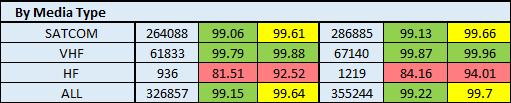 By Media Type
SATCOM 264088 99.06 99.61 286885 99.13 99.66
VHF 61833 99.79 99.88 67140 99.87 99.96
HF 936 81.51 92.52 1219 84.16 94.01
ALL 326857 99.15 99.64 355244 99.22 99.7